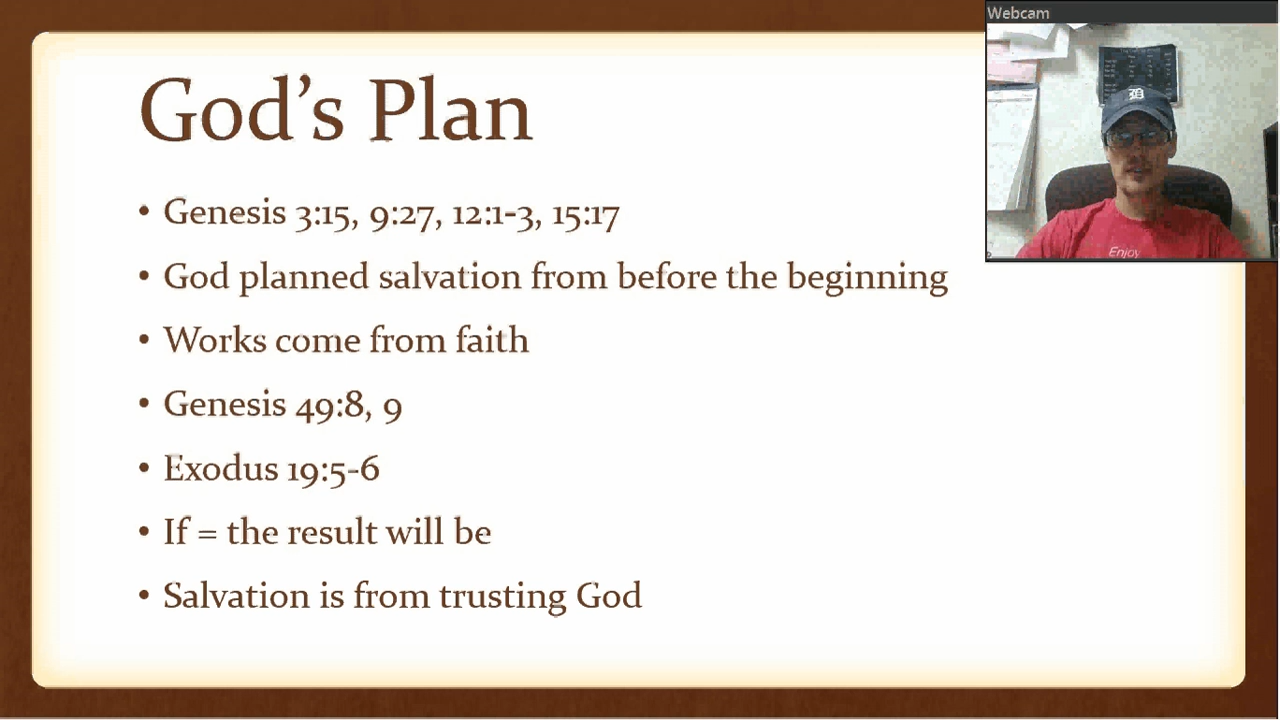 Webcam
God's Plan
• Genesis 3:15, 9:27, 12:1-3, 15:17
• God planned salvation from before the beginning
• Works come from faith
• Genesis 49:8, 9
• Exodus 19:5-6
• If = the result will be
• Salvation is from trusting God
D
Enjoy